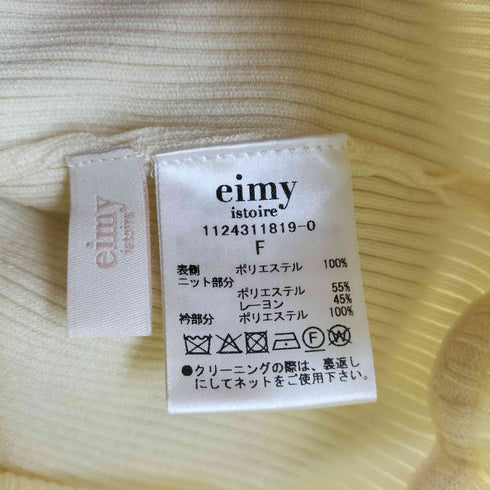 eimy
istoire
eimy
istoire
1124311819-0
F
表側 ポリエステル 100%
ニット部分
ポリエステル 55%
レーヨン 45%
衿部分 ポリエステル 100%
F
W
●クリーニングの際は、裏返し
にしてネットをご使用下さい。